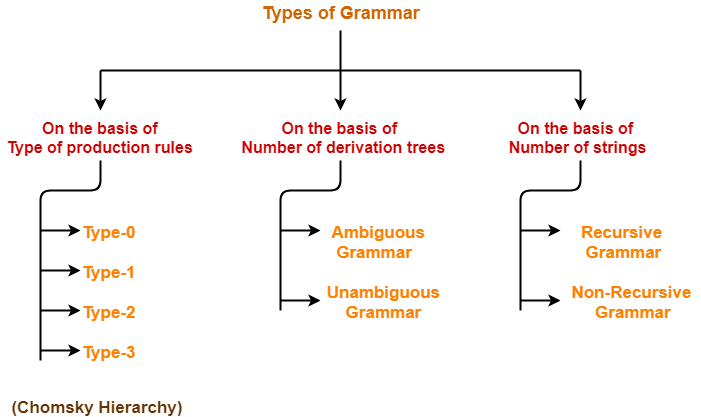 Types of Grammar
On the basis of
Type of production rules
On the basis of
Number of derivation trees
On the basis of
Number of strings
Type-0
Type-1
Type-2
Type-3
Ambiguous
Grammar
Unambiguous
Grammar
Recursive
Grammar
Non-Recursive
Grammar
(Chomsky Hierarchy)